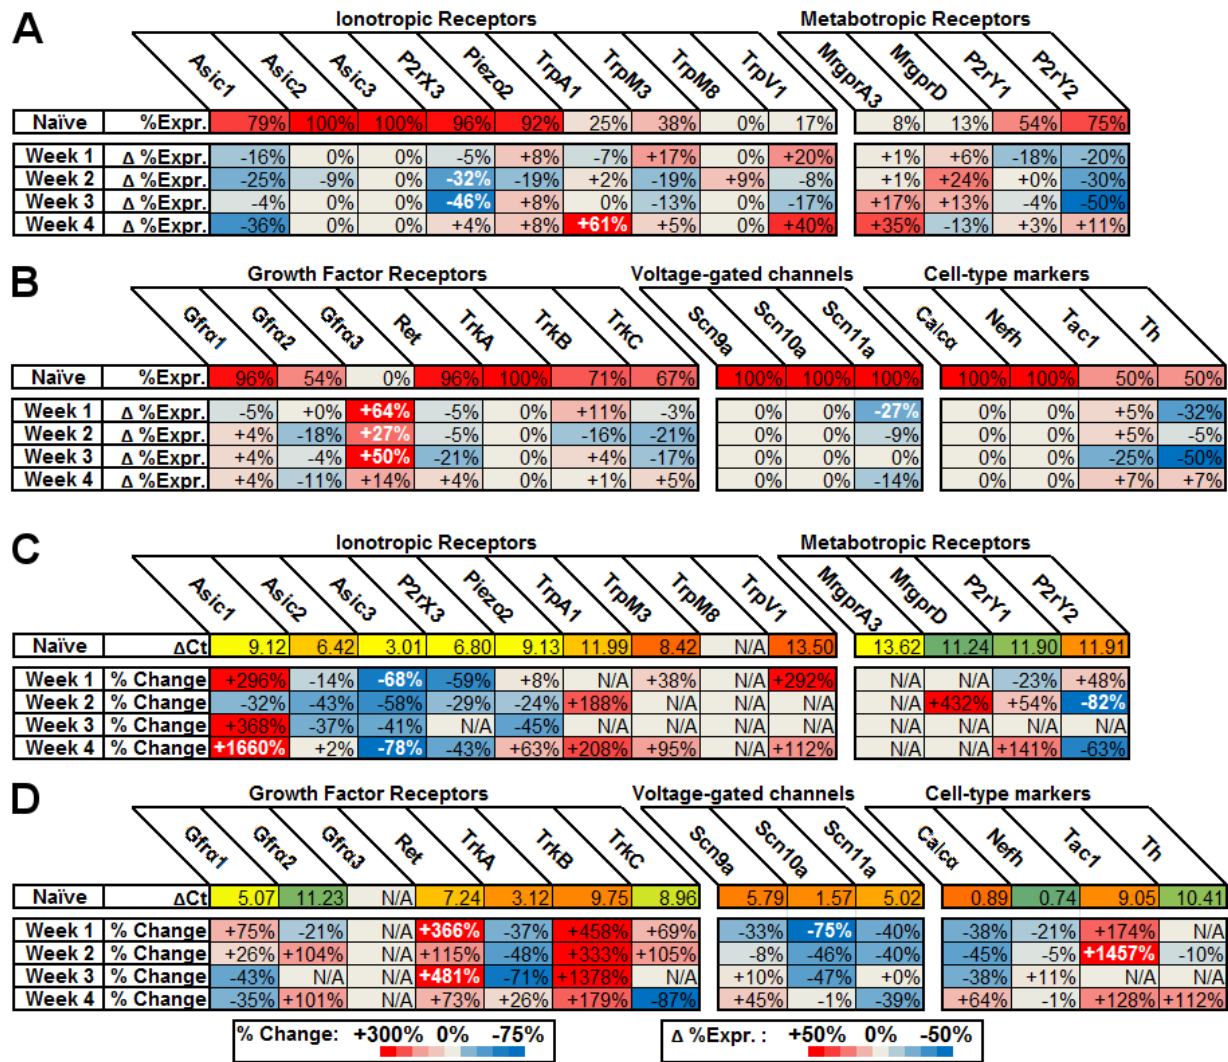 A
Ionotropic Receptors Metabotropic Receptors
Asic1 Asic2 Asic3 P2rX3 Piezo2 TrpA1 TrpM3 TrpM8 TrpV1 MrgprA3 MrgprD P2rY1 P2rY2
Naïve %Expr. 79% 100% 100% 96% 92% 25% 38% 0% 17% 8% 13% 54% 75%
Week 1 Δ %Expr. -16% 0% 0% -5% +8% -7% +17% 0% +20% +1% +6% -18% -20%
Week 2 Δ %Expr. -25% -9% 0% -32% -19% +2% -19% +9% -8% +1% +24% +0% -30%
Week 3 Δ %Expr. -4% 0% 0% -46% +8% 0% -13% 0% -17% +17% +13% -4% -50%
Week 4 Δ %Expr. -36% 0% 0% +4% +8% +61% +5% 0% +40% +35% -13% +3% +11%
B
Growth Factor Receptors Voltage-gated channels Cell-type markers
Gfrα1 Gfrα2 Gfrα3 Ret TrkA TrkB TrkC Scn9a Scn10a Scn11a Calcα Nefh Tac1 Th
Naïve %Expr. 96% 54% 0% 96% 100% 71% 67% 100% 100% 100% 100% 100% 50% 50%
Week 1 Δ %Expr. -5% +0% +64% -5% 0% +11% -3% 0% 0% -27% 0% 0% +5% -32%
Week 2 Δ %Expr. +4% -18% +27% -5% 0% -16% -21% 0% 0% -9% 0% 0% +5% -5%
Week 3 Δ %Expr. +4% -4% +50% -21% 0% +4% -17% 0% 0% 0% 0% 0% -25% -50%
Week 4 Δ %Expr. +4% -11% +14% +4% 0% +1% +5% 0% 0% -14% 0% 0% +7% +7%
C
Ionotropic Receptors Metabotropic Receptors
Asic1 Asic2 Asic3 P2rX3 Piezo2 TrpA1 TrpM3 TrpM8 TrpV1 MrgprA3 MrgprD P2rY1 P2rY2
Naïve ΔCt 9.12 6.42 3.01 6.80 9.13 11.99 8.42 N/A 13.50 13.62 11.24 11.90 11.91
Week 1 % Change +296% -14% -68% -59% +8% N/A +38% N/A +292% N/A N/A -23% +48%
Week 2 % Change -32% -43% -58% -29% -24% +188% N/A N/A N/A N/A +432% +54% -82%
Week 3 % Change +368% -37% -41% N/A -45% N/A N/A N/A N/A N/A N/A N/A N/A
Week 4 % Change +1660% +2% -78% -43% +63% +208% +95% N/A +112% N/A N/A +141% -63%
D
Growth Factor Receptors Voltage-gated channels Cell-type markers
Gfrα1 Gfrα2 Gfrα3 Ret TrkA TrkB TrkC Scn9a Scn10a Scn11a Calcα Nefh Tac1 Th
Naïve ΔCt 5.07 11.23 N/A 7.24 3.12 9.75 8.96 5.79 1.57 5.02 0.89 0.74 9.05 10.41
Week 1 % Change +75% -21% N/A +366% -37% +458% +69% -33% -75% -40% -38% -21% +174% N/A
Week 2 % Change +26% +104% N/A +115% -48% +333% +105% -8% -46% -40% -45% -5% +1457% -10%
Week 3 % Change -43% N/A N/A +481% -71% +1378% N/A +10% -47% +0% -38% +11% N/A N/A
Week 4 % Change -35% +101% N/A +73% +26% +179% -87% +45% -1% -39% +64% -1% +128% +112%
% Change: +300% 0% -75% Δ %Expr. : +50% 0% -50%